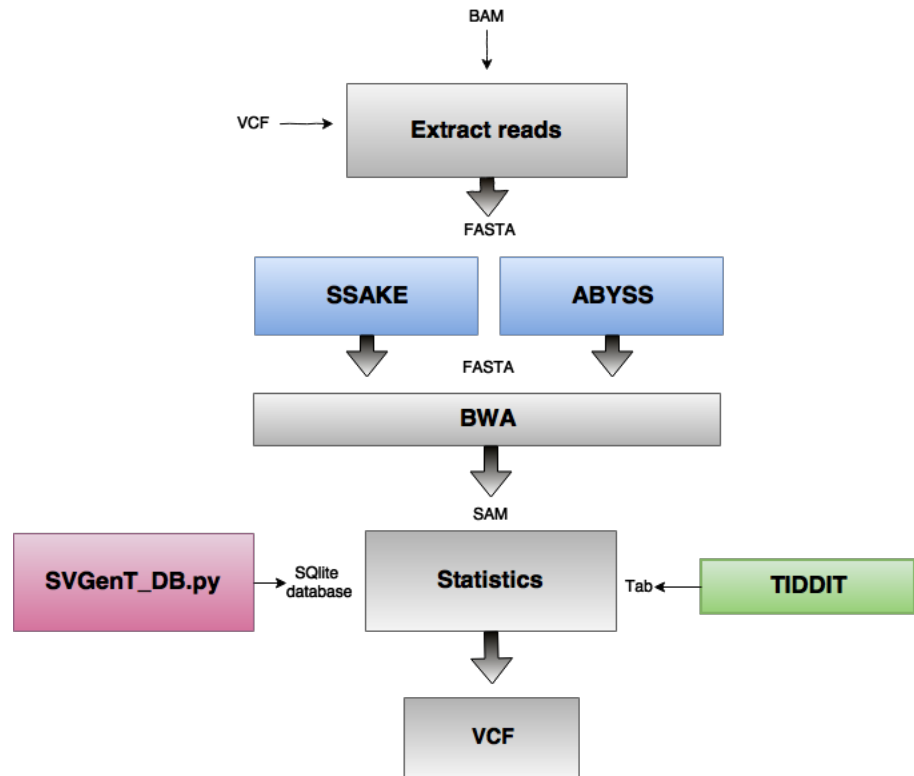 BAM
VCF
Extract reads
FASTA
SSAKE
ABYSS
FASTA
BWA
SAM
SVGenT_DB.py
SQlite
database
Statistics
Tab
TIDDIT
VCF